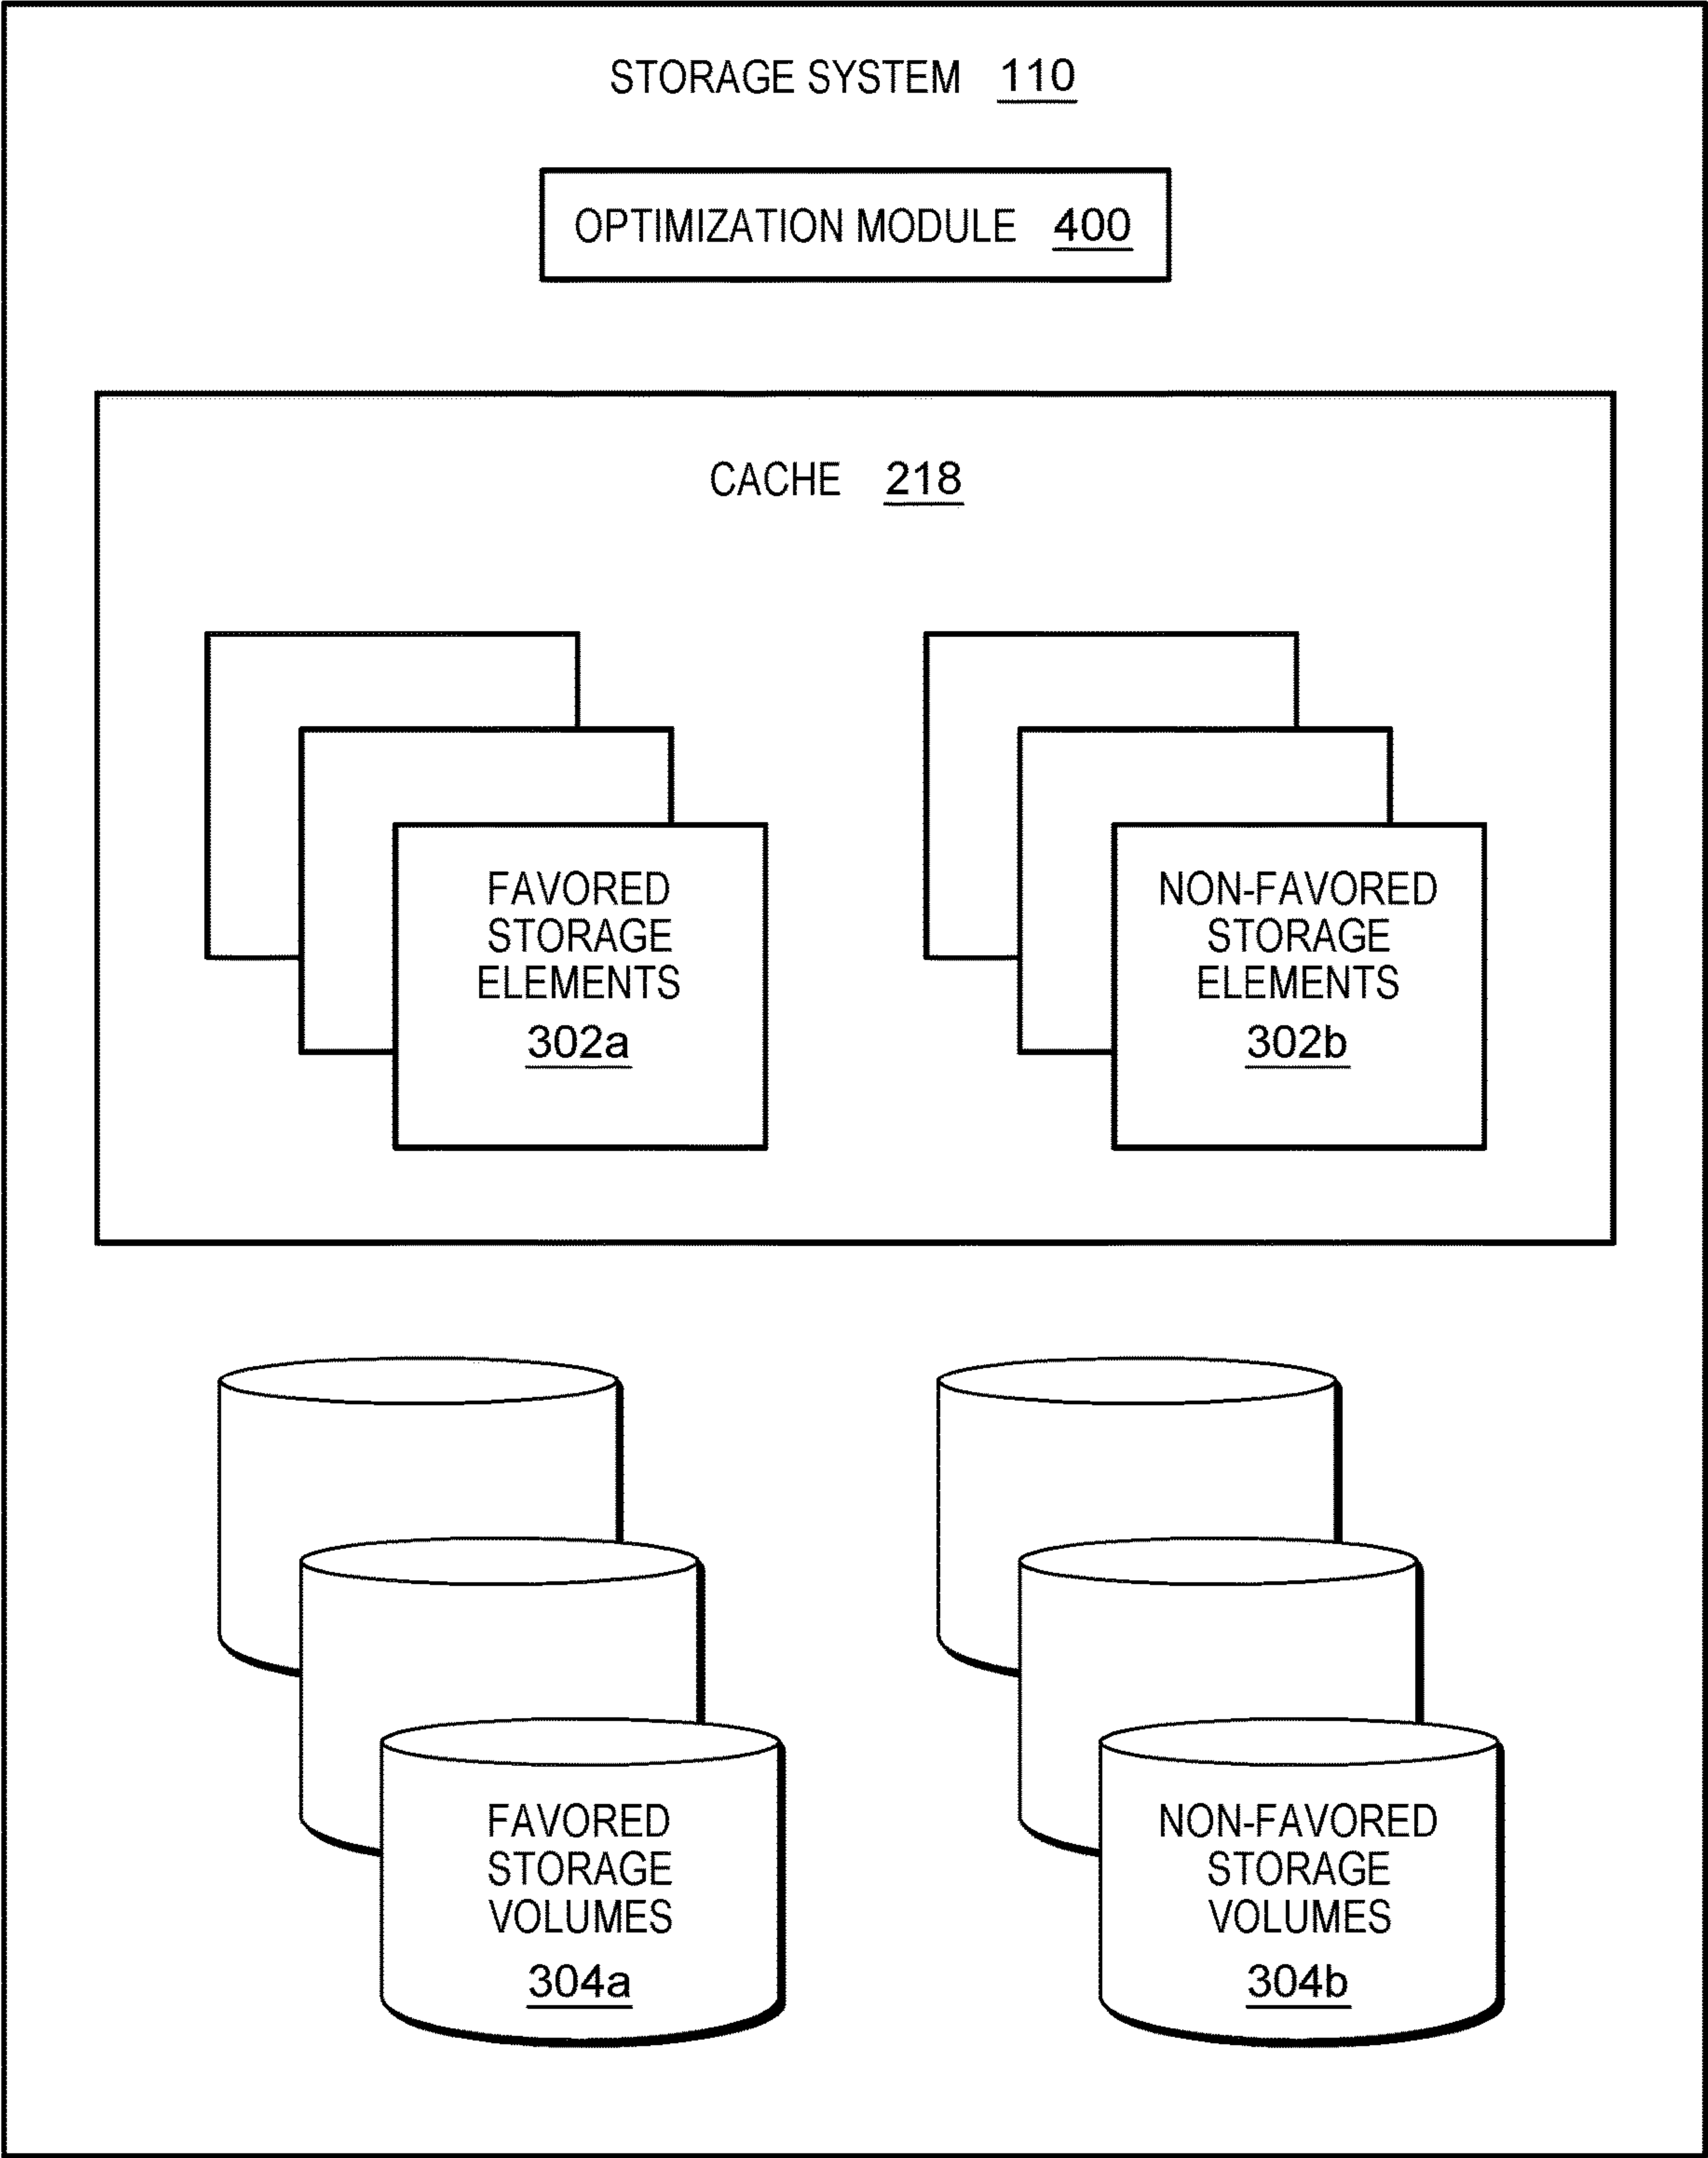 STORAGE SYSTEM 110
OPTIMIZATION MODULE 400
CACHE 218
FAVORED
STORAGE
ELEMENTS
302a
NON-FAVORED
STORAGE
ELEMENTS
302b
FAVORED
STORAGE
VOLUMES
304a
NON-FAVORED
STORAGE
VOLUMES
304b